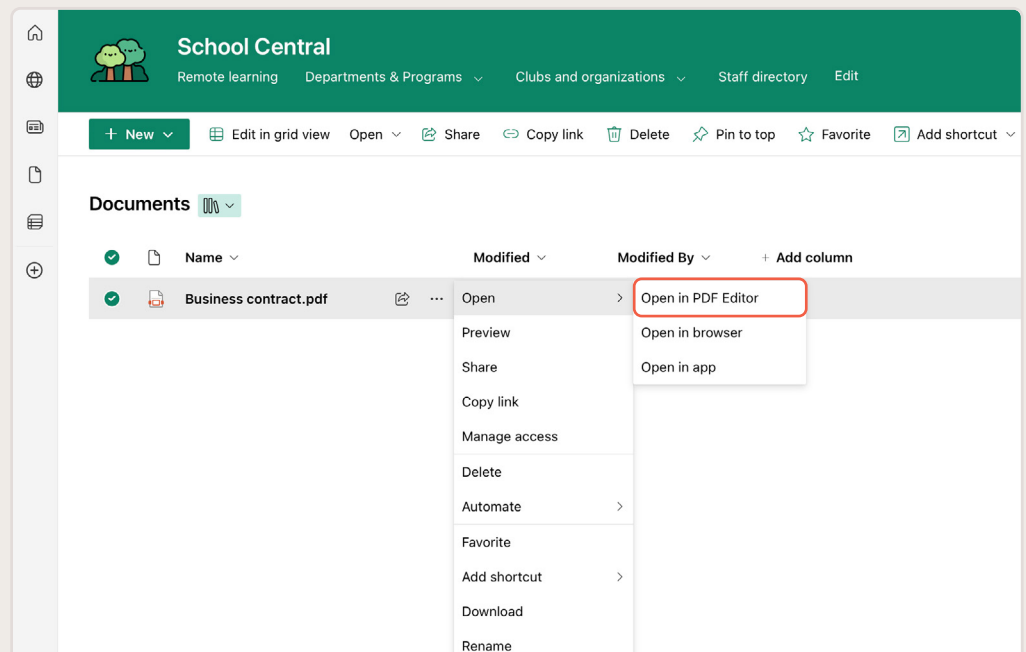 School Central
Remote learning Departments & Programs Clubs and organizations Staff directory Edit
+ New Edit in grid view Open Share Copy link Delete Pin to top Favorite Add shortcut
Documents
Name Modified Modified By + Add column
Business contract.pdf ... Open Open in PDF Editor
Preview Open in browser
Share Open in app
Copy link
Manage access
Delete
Automate
Favorite
Add shortcut
Download
Rename